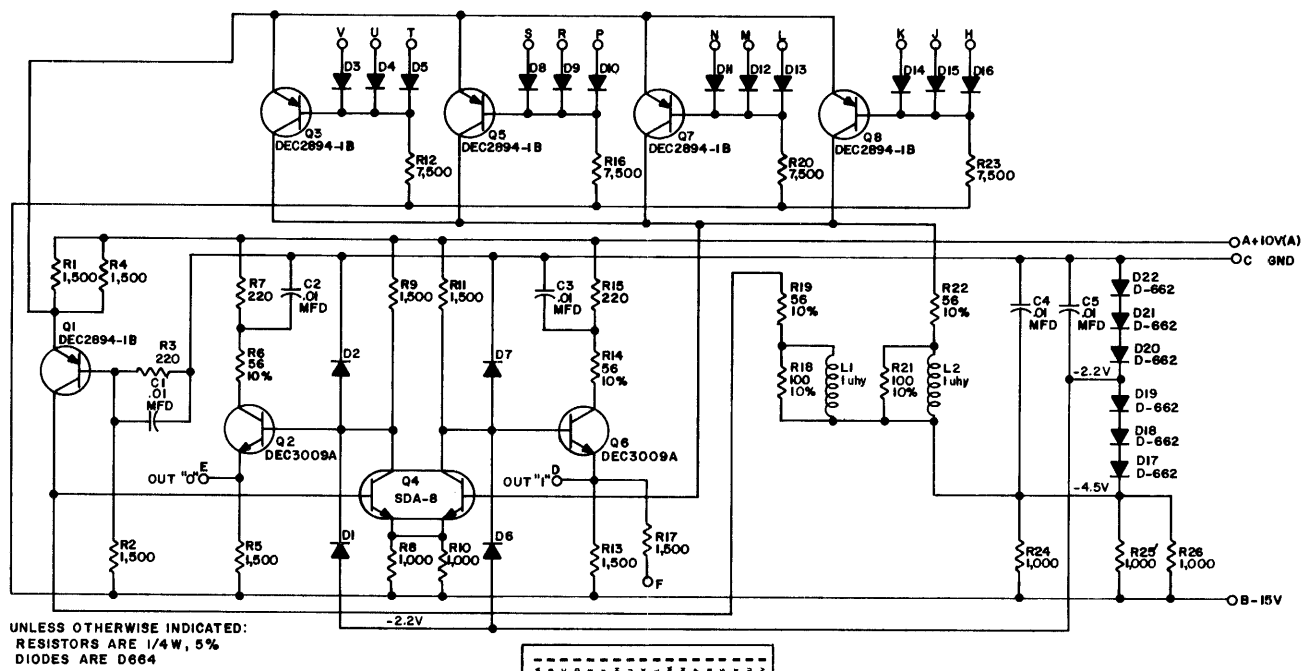 V U T
S R P
N M L
K J H
D3 D4 D5
D8 D9 D10
D11 D12 D13
D14 D15 D16
Q3
DEC2894-1B
Q5
DEC2894-1B
Q7
DEC2894-1B
Q8
DEC2894-1B
R12
7,500
R16
7,500
R20
7,500
R23
7,500
A+10V(A)
C GND
R1
1,500
R4
1,500
R7
220
C2
.01
MFD
R9
1,500
R11
1,500
C3
.01
MFD
R15
220
R19
56
10%
R22
56
10%
C4
.01
MFD
C5
.01
MFD
D22
D-662
D21
D-662
D20
D-662
-2.2V
D19
D-662
D18
D-662
D17
D-662
-4.5V
Q1
DEC2894-1B
R3
220
C1
.01
MFD
R6
56
10%
D2
D7
R14
56
10%
R18
100
10%
L1
1 uhy
R21
100
10%
L2
1 uhy
Q2
DEC3009A
Q6
DEC3009A
OUT "0" E
Q4
SDA-8
OUT "1" D
R2
1,500
R5
1,500
D1
R8
1,000
R10
1,000
D6
R13
1,500
R17
1,500
F
R24
1,000
R25
1,000
R26
1,000
B-15V
-2.2V
UNLESS OTHERWISE INDICATED:
RESISTORS ARE 1/4W, 5%
DIODES ARE D664